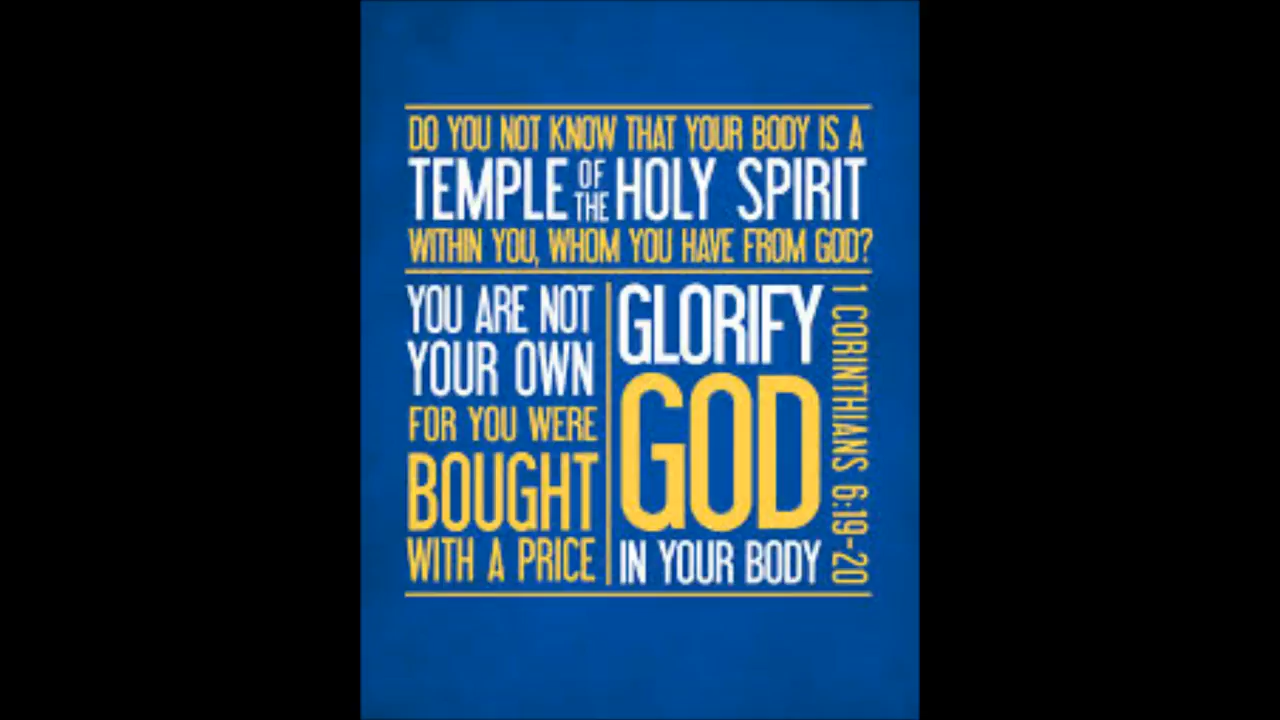 DO YOU NOT KNOW THAT YOUR BODY IS A
TEMPLE OF THE HOLY SPIRIT
WITHIN YOU, WHOM YOU HAVE FROM GOD?
YOU ARE NOT
YOUR OWN
FOR YOU WERE
BOUGHT
WITH A PRICE
GLORIFY
GOD
IN YOUR BODY
1 CORINTHIANS 6:19-20